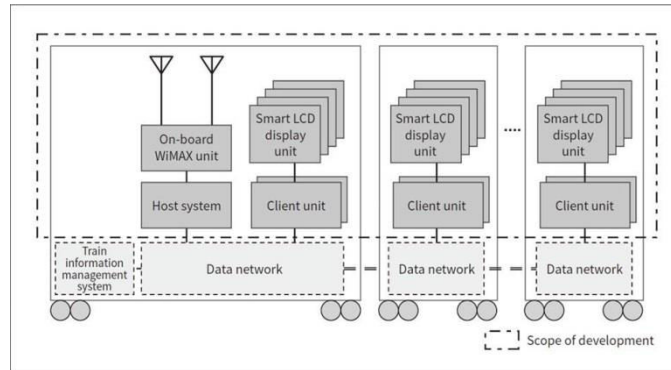 On-board
WiMAX unit
Smart LCD
display
unit
Smart LCD
display
unit
....
Smart LCD
display
unit
Host system
Client unit
Client unit
Client unit
Train
information
management
system
Data network
Data network
Data network
Scope of development